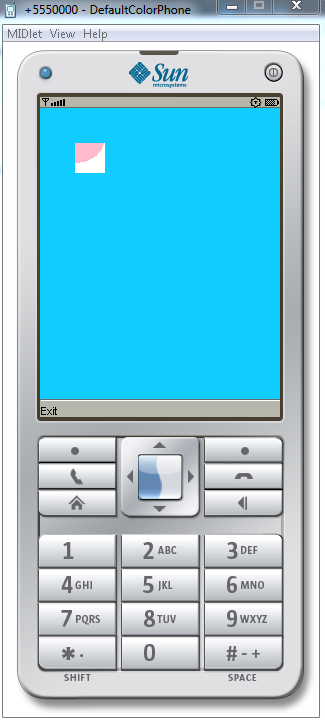 +5550000 - DefaultColorPhone
MIDlet View Help
Sun
microsystems
Exit
1
2 ABC
3 DEF
4 GHI
5 JKL
6 MNO
7 PQRS
8 TUV
9 WXYZ
* .
0
# - +
SHIFT
SPACE